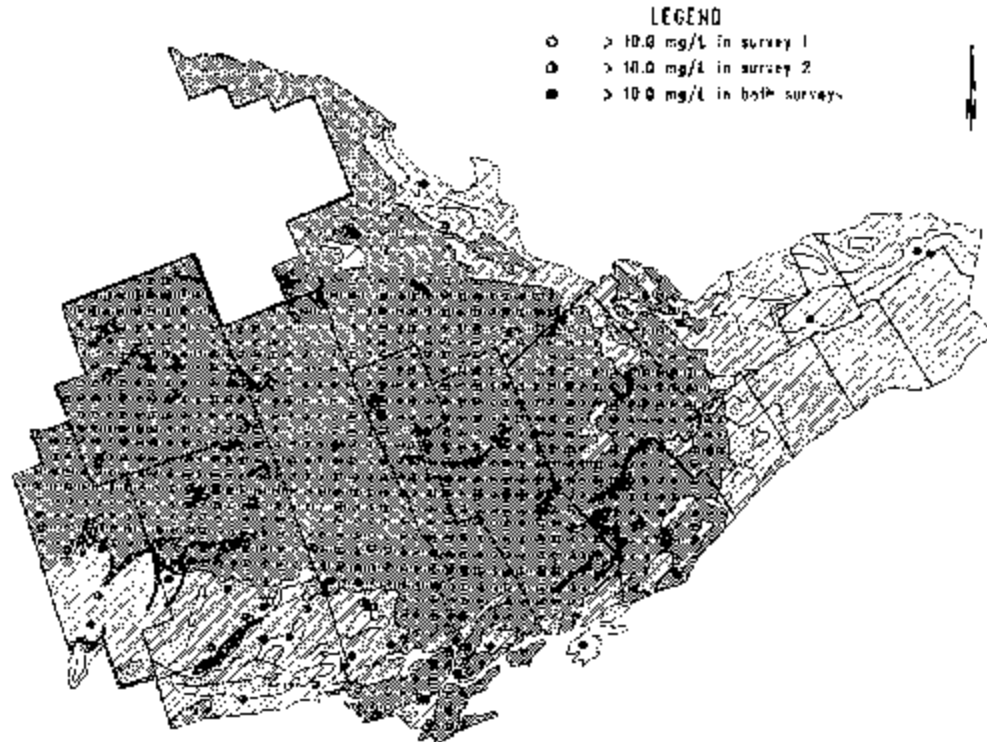 LEGEND
> 10.0 mg/L in survey 1
> 10.0 mg/L in survey 2
> 10.0 mg/L in both surveys